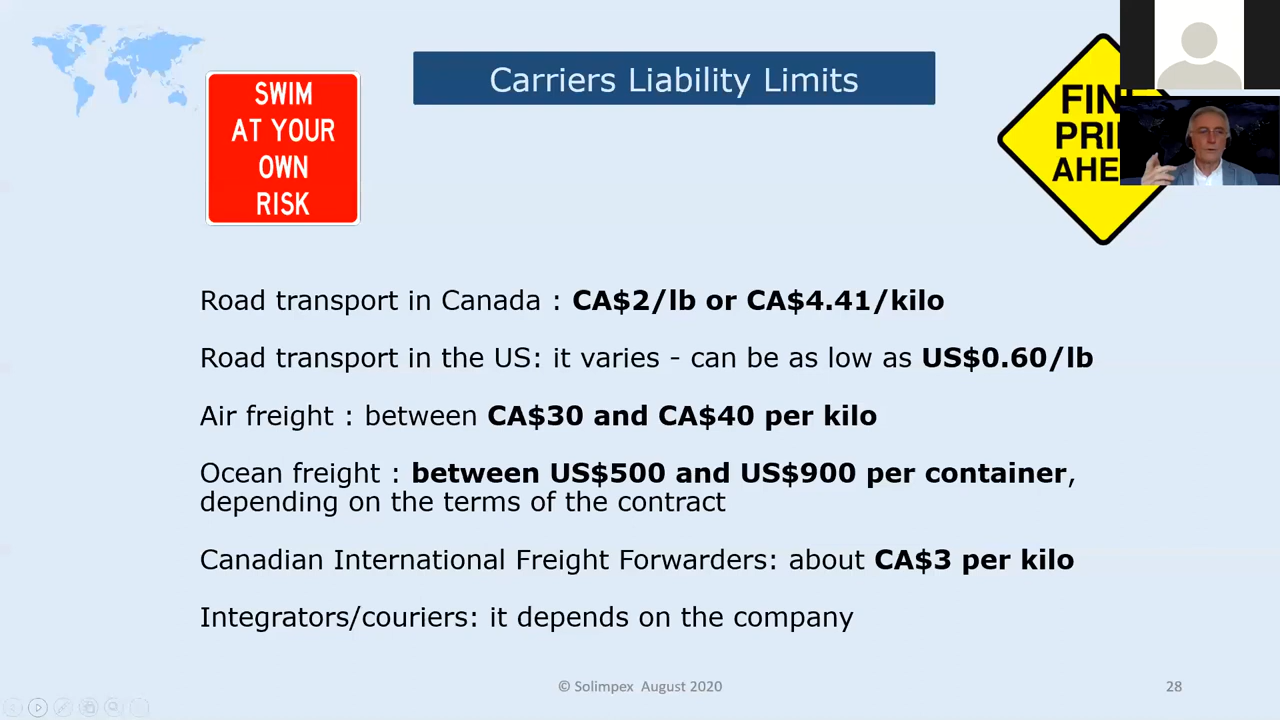 Carriers Liability Limits
SWIM
AT YOUR
OWN
RISK
AHE
Road transport in Canada : CA$2/lb or CA$4.41/kilo
Road transport in the US: it varies - can be as low as US$0.60/lb
Air freight : between CA$30 and CA$40 per kilo
Ocean freight : between US$500 and US$900 per container,
depending on the terms of the contract
Canadian International Freight Forwarders: about CA$3 per kilo
Integrators/couriers: it depends on the company
© Solimpex August 2020
28